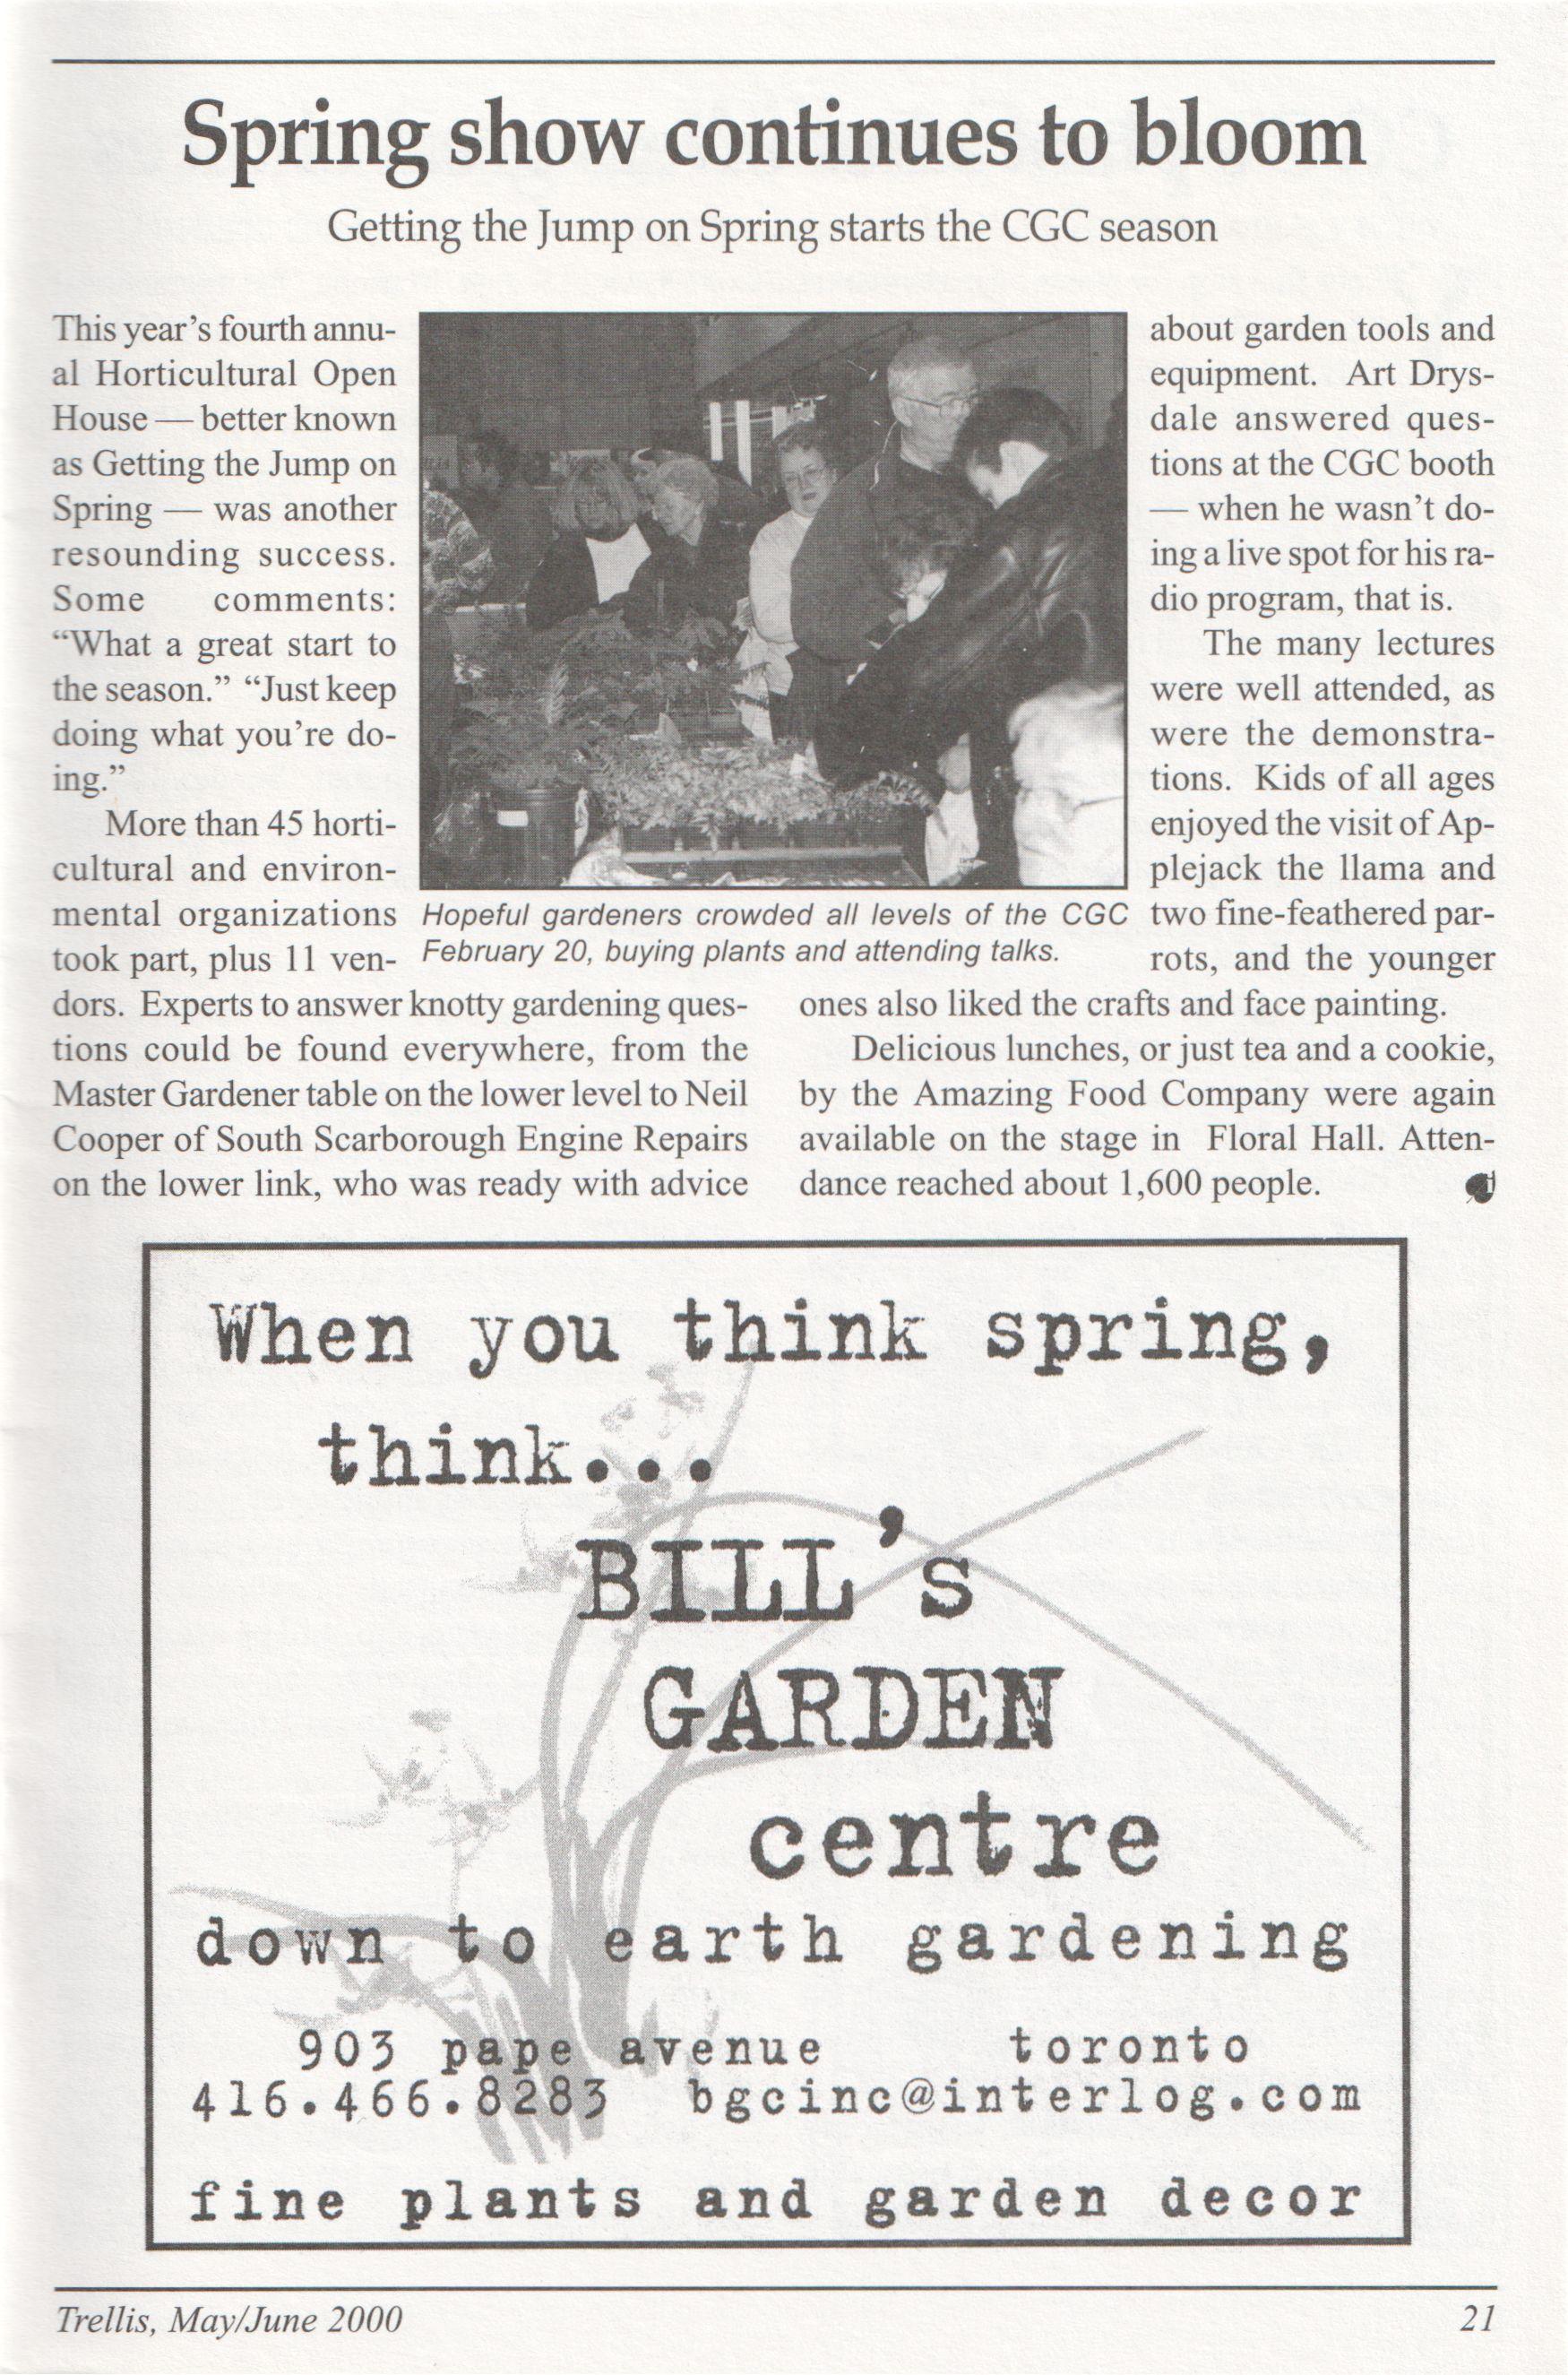 Spring show continues to bloom
Getting the Jump on Spring starts the CGC season
This year's fourth annu-
al Horticultural Open
House — better known
as Getting the Jump on
Spring — was another
resounding success.
Some comments:
“What a great start to
the season.” “Just keep
doing what you're do-
ing.”
More than 45 horti-
cultural and environ-
mental organizations
took part, plus 11 ven-
dors. Experts to answer knotty gardening ques-
tions could be found everywhere, from the
Master Gardener table on the lower level to Neil
Cooper of South Scarborough Engine Repairs
on the lower link, who was ready with advice
Hopeful gardeners crowded all levels of the CGC
February 20, buying plants and attending talks.
about garden tools and
equipment. Art Drys-
dale answered ques-
tions at the CGC booth
— when he wasn't do-
ing a live spot for his ra-
dio program, that is.
The many lectures
were well attended, as
were the demonstra-
tions. Kids of all ages
enjoyed the visit of Ap-
plejack the llama and
two fine-feathered par-
rots, and the younger
ones also liked the crafts and face painting.
Delicious lunches, or just tea and a cookie,
by the Amazing Food Company were again
available on the stage in Floral Hall. Atten-
dance reached about 1,600 people.
When you think spring,
think...
BILL's
GARDEN
centre
down to earth gardening
903 pape avenue toronto
416.466.8283 bgcinc@interlog.com
fine plants and garden decor
Trellis, May/June 2000 21